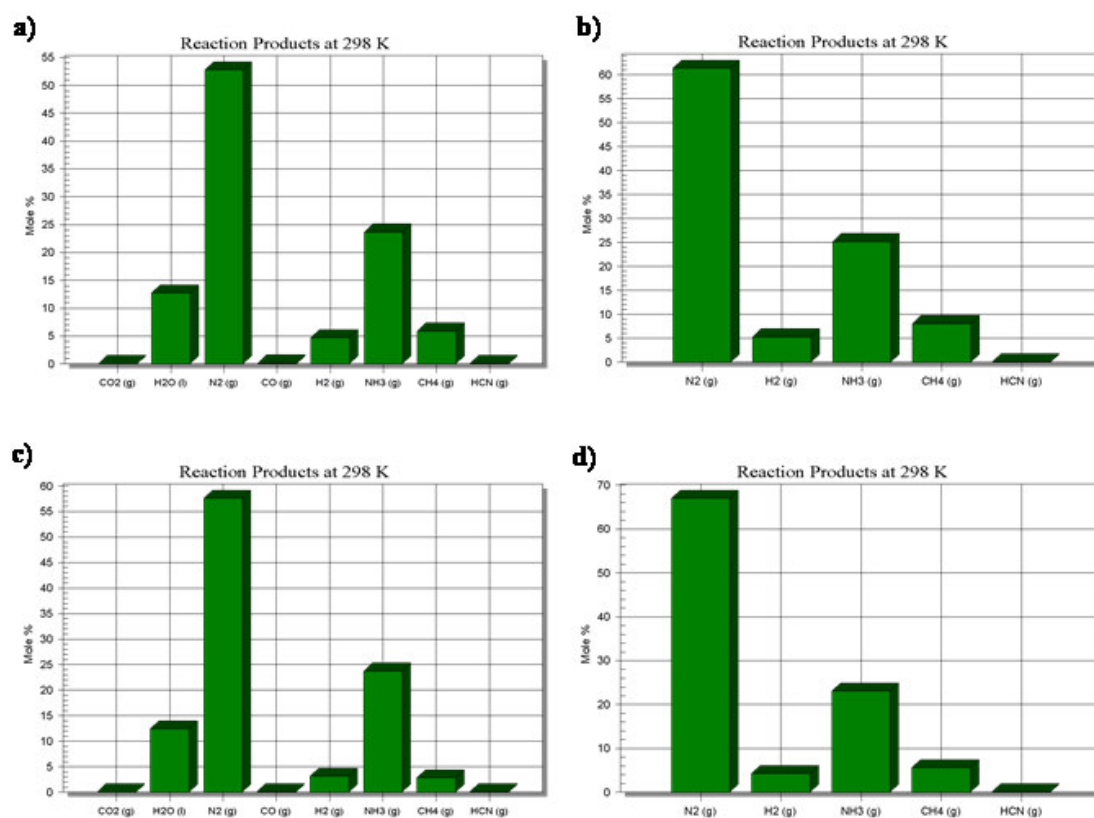 a)
Reaction Products at 298 K
Mole %
55
50
45
40
35
30
25
20
15
10
5
0
CO2 (g) H2O (l) N2 (g) CO (g) H2 (g) NH3 (g) CH4 (g) HCN (g)
b)
Reaction Products at 298 K
Mole %
60
55
50
45
40
35
30
25
20
15
10
5
0
N2 (g) H2 (g) NH3 (g) CH4 (g) HCN (g)
c)
Reaction Products at 298 K
Mole %
60
55
50
45
40
35
30
25
20
15
10
5
0
CO2 (g) H2O (l) N2 (g) CO (g) H2 (g) NH3 (g) CH4 (g) HCN (g)
d)
Reaction Products at 298 K
Mole %
70
60
50
40
30
20
10
0
N2 (g) H2 (g) NH3 (g) CH4 (g) HCN (g)